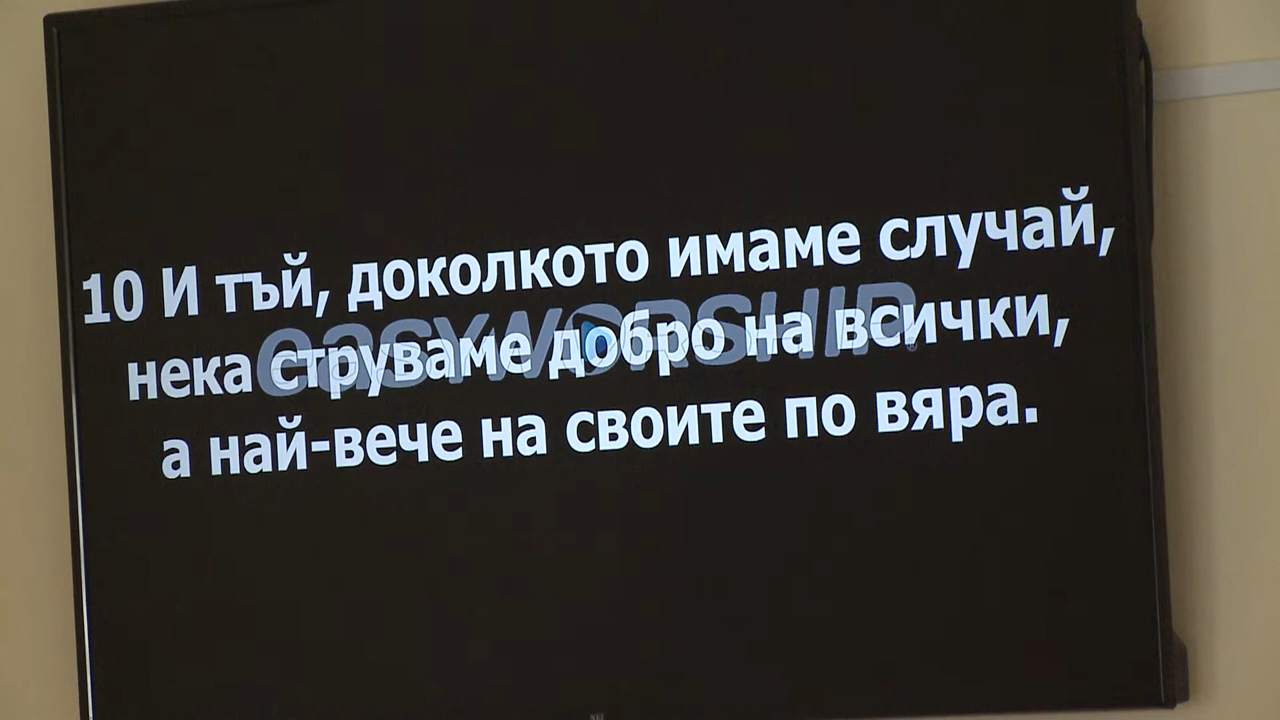 10 И тъй, доколкото имаме случай,
нека струваме добро на всички,
а най-вече на своите по вяра.
easyworship